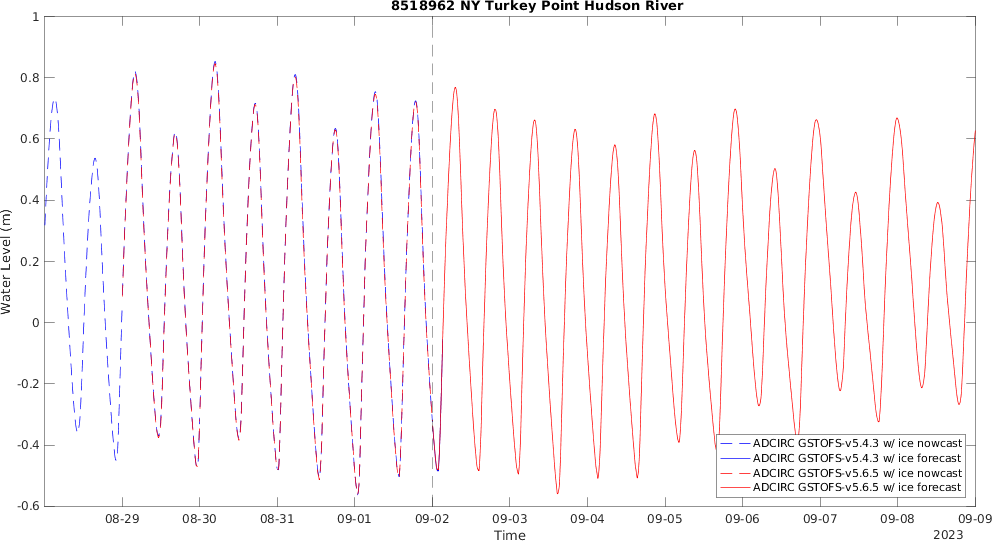 8518962 NY Turkey Point Hudson River
1
0.8
0.6
0.4
0.2
0
-0.2
-0.4
-0.6
Water Level (m)
ADCIRC GSTOFS-v5.4.3 w/ ice nowcast
ADCIRC GSTOFS-v5.4.3 w/ ice forecast
ADCIRC GSTOFS-v5.6.5 w/ ice nowcast
ADCIRC GSTOFS-v5.6.5 w/ ice forecast
08-29 08-30 08-31 09-01 09-02 09-03 09-04 09-05 09-06 09-07 09-08 09-09
Time 2023